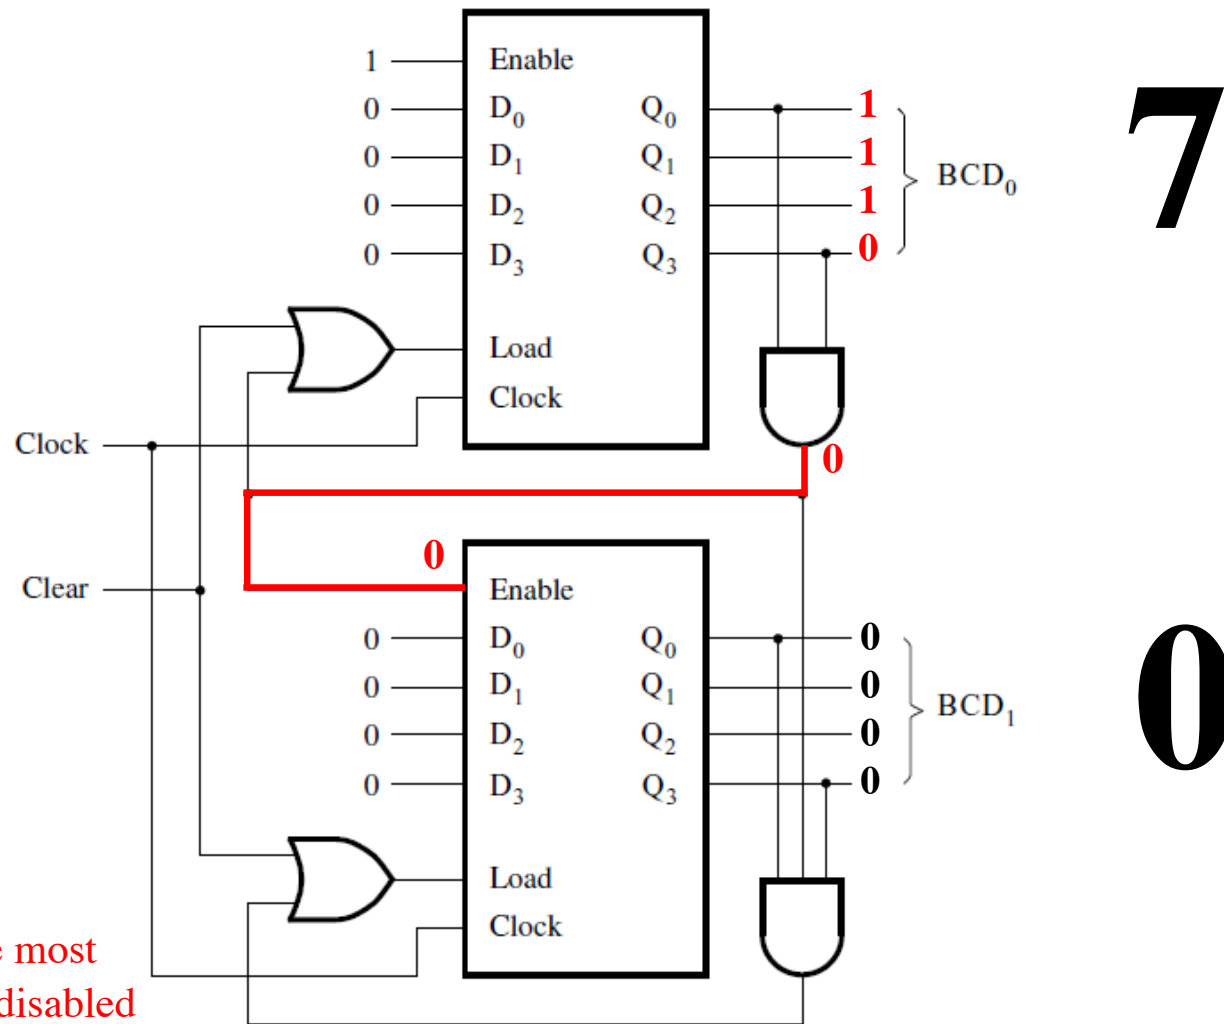 1 Enable
0 D0 Q0 1
7
0 D1 Q1 1
BCD0
0 D2 Q2 1
0 D3 Q3 0
Load
Clock
Clock
0
0
Clear
Enable
0 D0 Q0 0
0
0 D1 Q1 0
BCD1
0 D2 Q2 0
0 D3 Q3 0
Load
Clock
most
disabled